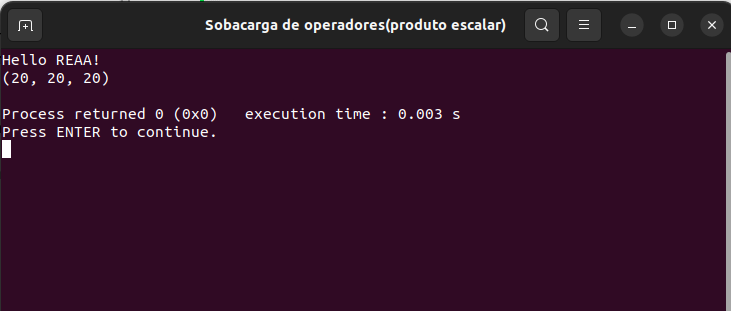 Sobacarga de operadores(produto escalar)
Hello REAA!
(20, 20, 20)
Process returned 0 (0x0)   execution time : 0.003 s
Press ENTER to continue.